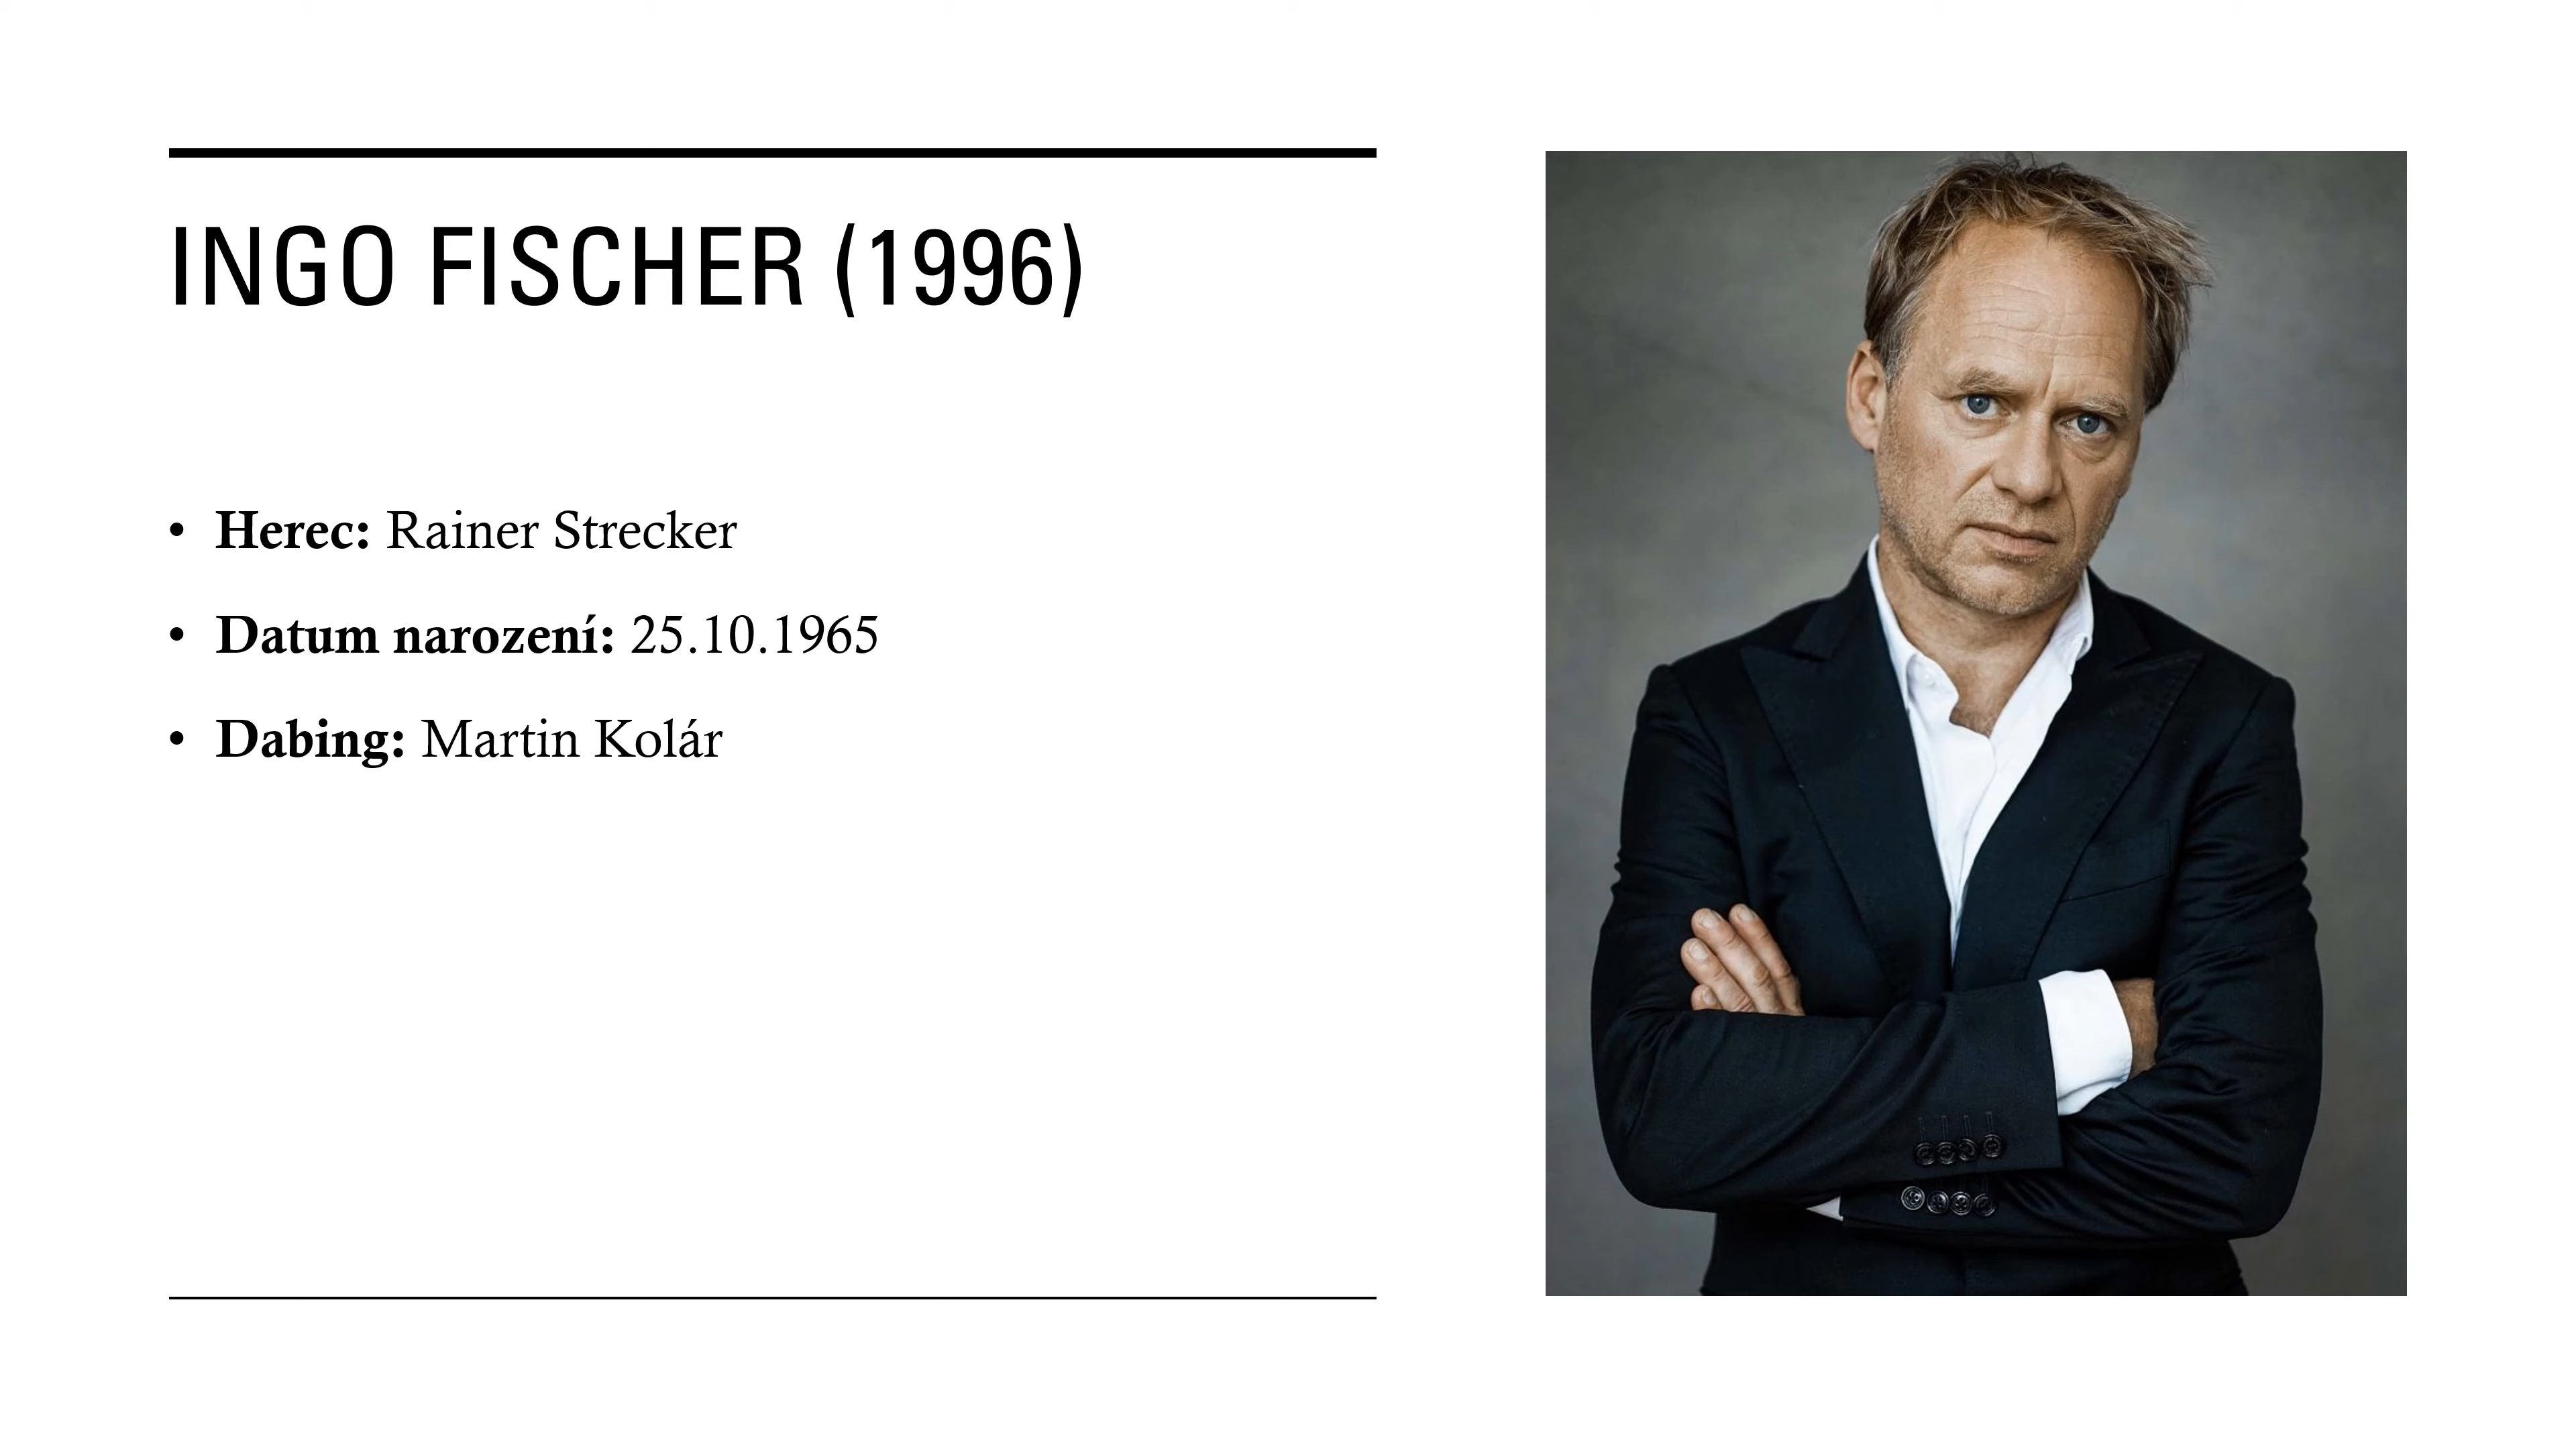 INGO FISCHER (1996)
• Herec: Rainer Strecker
• Datum narození: 25.10.1965
• Dabing: Martin Kolár